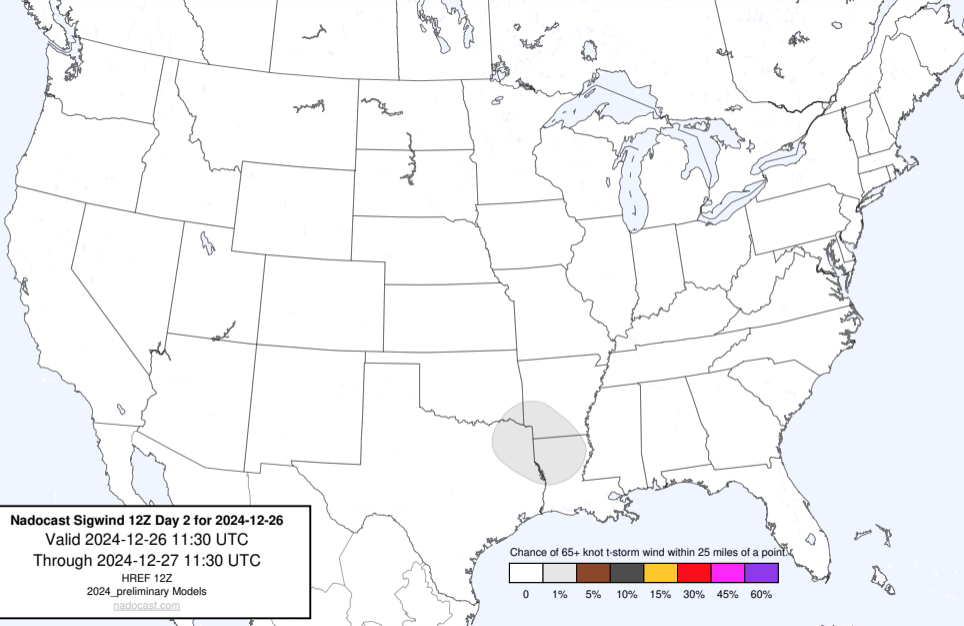 Nadocast Sigwind 12Z Day 2 for 2024-12-26
Valid 2024-12-26 11:30 UTC
Through 2024-12-27 11:30 UTC
HREF 12Z
2024_preliminary Models
nadocast.com
Chance of 65+ knot t-storm wind within 25 miles of a point.
0 1% 5% 10% 15% 30% 45% 60%